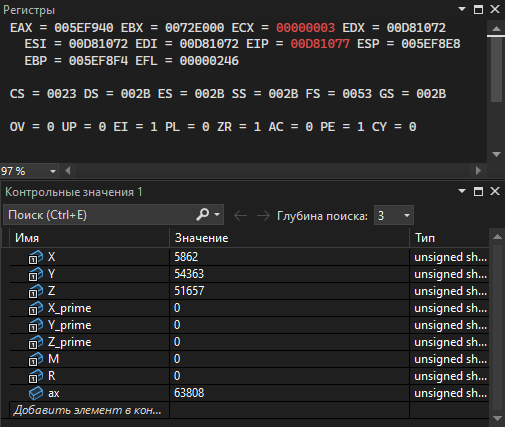 Регистры
EAX = 005EF940 EBX = 0072E000 ECX = 00000003 EDX = 00D81072
ESI = 00D81072 EDI = 00D81072 EIP = 00D81077 ESP = 005EF8E8
EBP = 005EF8F4 EFL = 00000246
CS = 0023 DS = 002B ES = 002B SS = 002B FS = 0053 GS = 002B
OV = 0 UP = 0 EI = 1 PL = 0 ZR = 1 AC = 0 PE = 1 CY = 0
97 %
Контрольные значения 1
Поиск (Ctrl+E) Глубина поиска: 3
Имя Значение Тип
X 5862 unsigned sh...
Y 54363 unsigned sh...
Z 51657 unsigned sh...
X_prime 0 unsigned sh...
Y_prime 0 unsigned sh...
Z_prime 0 unsigned sh...
M 0 unsigned sh...
R 0 unsigned sh...
ax 63808 unsigned sh...
Добавить элемент в кон...